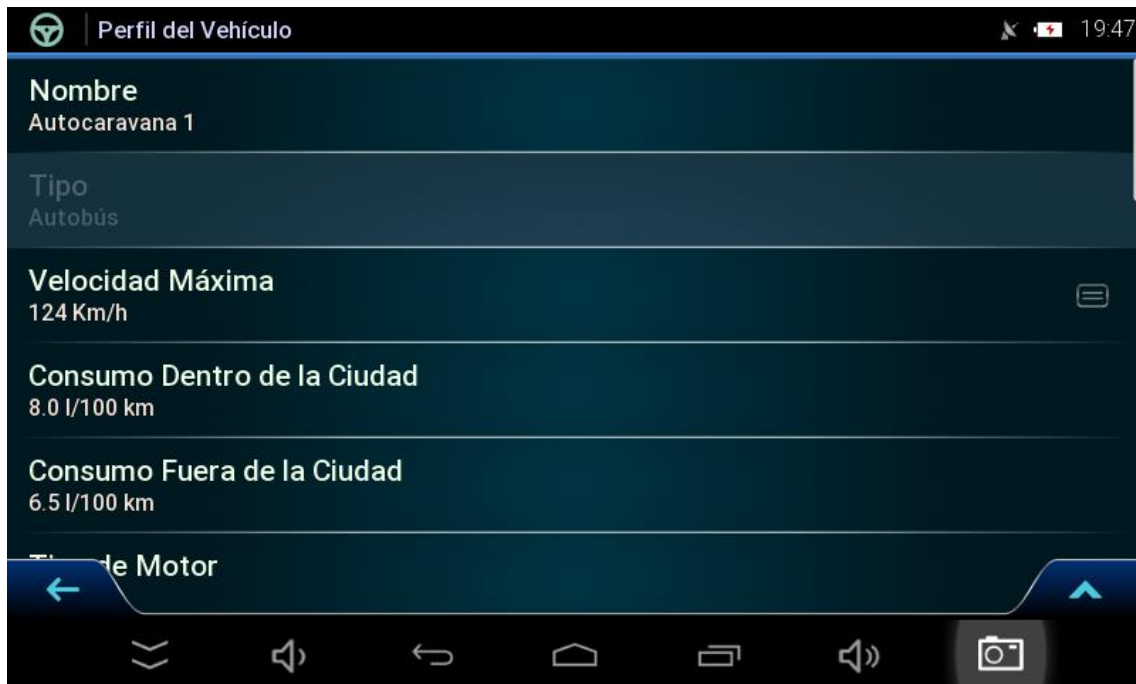 Perfil del Vehículo
19:47
Nombre
Autocaravana 1
Tipo
Autobús
Velocidad Máxima
124 Km/h
Consumo Dentro de la Ciudad
8.0 l/100 km
Consumo Fuera de la Ciudad
6.5 l/100 km
de Motor